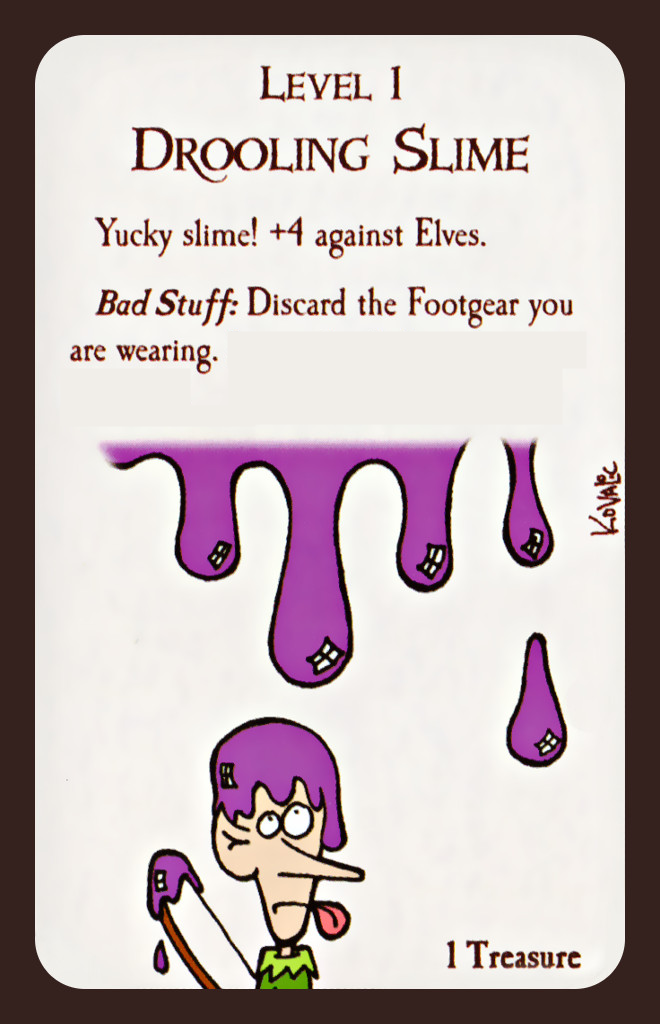 Level 1
Drooling Slime
Yucky slime! +4 against Elves.
Bad Stuff: Discard the Footgear you
are wearing.
Kovalic
1 Treasure